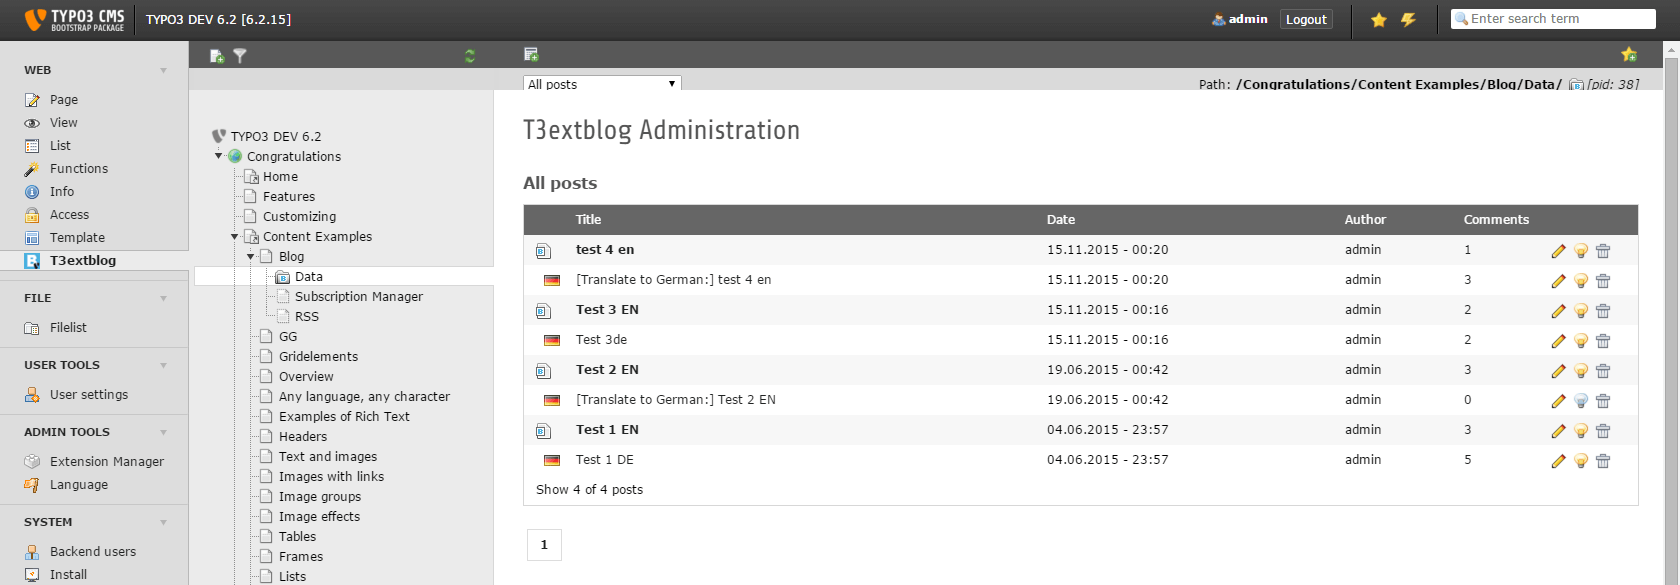 TYPO3 CMS
BOOTSTRAP PACKAGE
TYPO3 DEV 6.2 [6.2.15]
admin
Logout
Enter search term
WEB
Page
View
List
Functions
Info
Access
Template
T3extblog
FILE
Filelist
USER TOOLS
User settings
ADMIN TOOLS
Extension Manager
Language
SYSTEM
Backend users
Install
TYPO3 DEV 6.2
Congratulations
Home
Features
Customizing
Content Examples
Blog
Data
Subscription Manager
RSS
GG
Gridelements
Overview
Any language, any character
Examples of Rich Text
Headers
Text and images
Images with links
Image groups
Image effects
Tables
Frames
Lists
All posts
Path: /Congratulations/Content Examples/Blog/Data/ [pid: 38]
T3extblog Administration
All posts
Title Date Author Comments
test 4 en 15.11.2015 - 00:20 admin 1
[Translate to German:] test 4 en 15.11.2015 - 00:20 admin 3
Test 3 EN 15.11.2015 - 00:16 admin 2
Test 3de 15.11.2015 - 00:16 admin 2
Test 2 EN 19.06.2015 - 00:42 admin 3
[Translate to German:] Test 2 EN 19.06.2015 - 00:42 admin 0
Test 1 EN 04.06.2015 - 23:57 admin 3
Test 1 DE 04.06.2015 - 23:57 admin 5
Show 4 of 4 posts
1